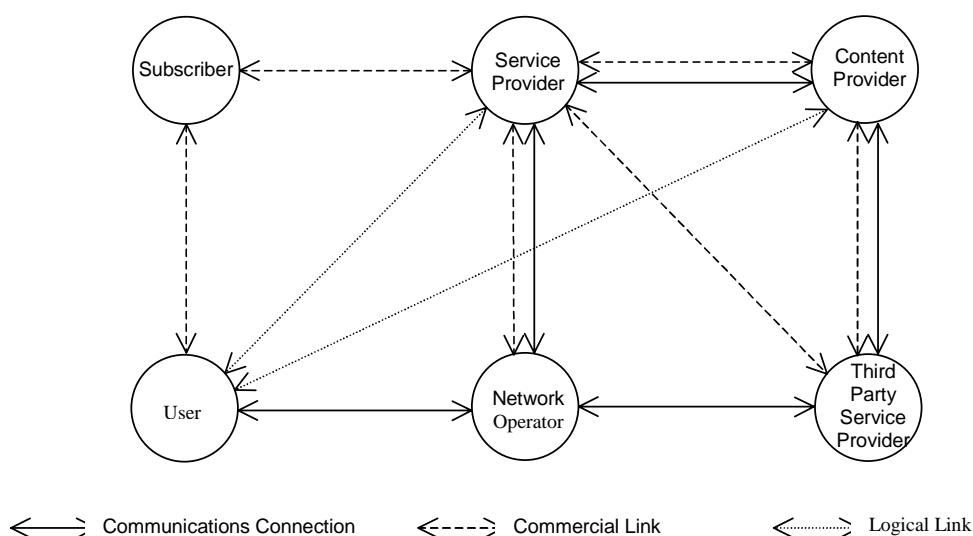 Subscriber
Service
Provider
Content
Provider
User
Network
Operator
Third
Party
Service
Provider
Communications Connection
Commercial Link
Logical Link